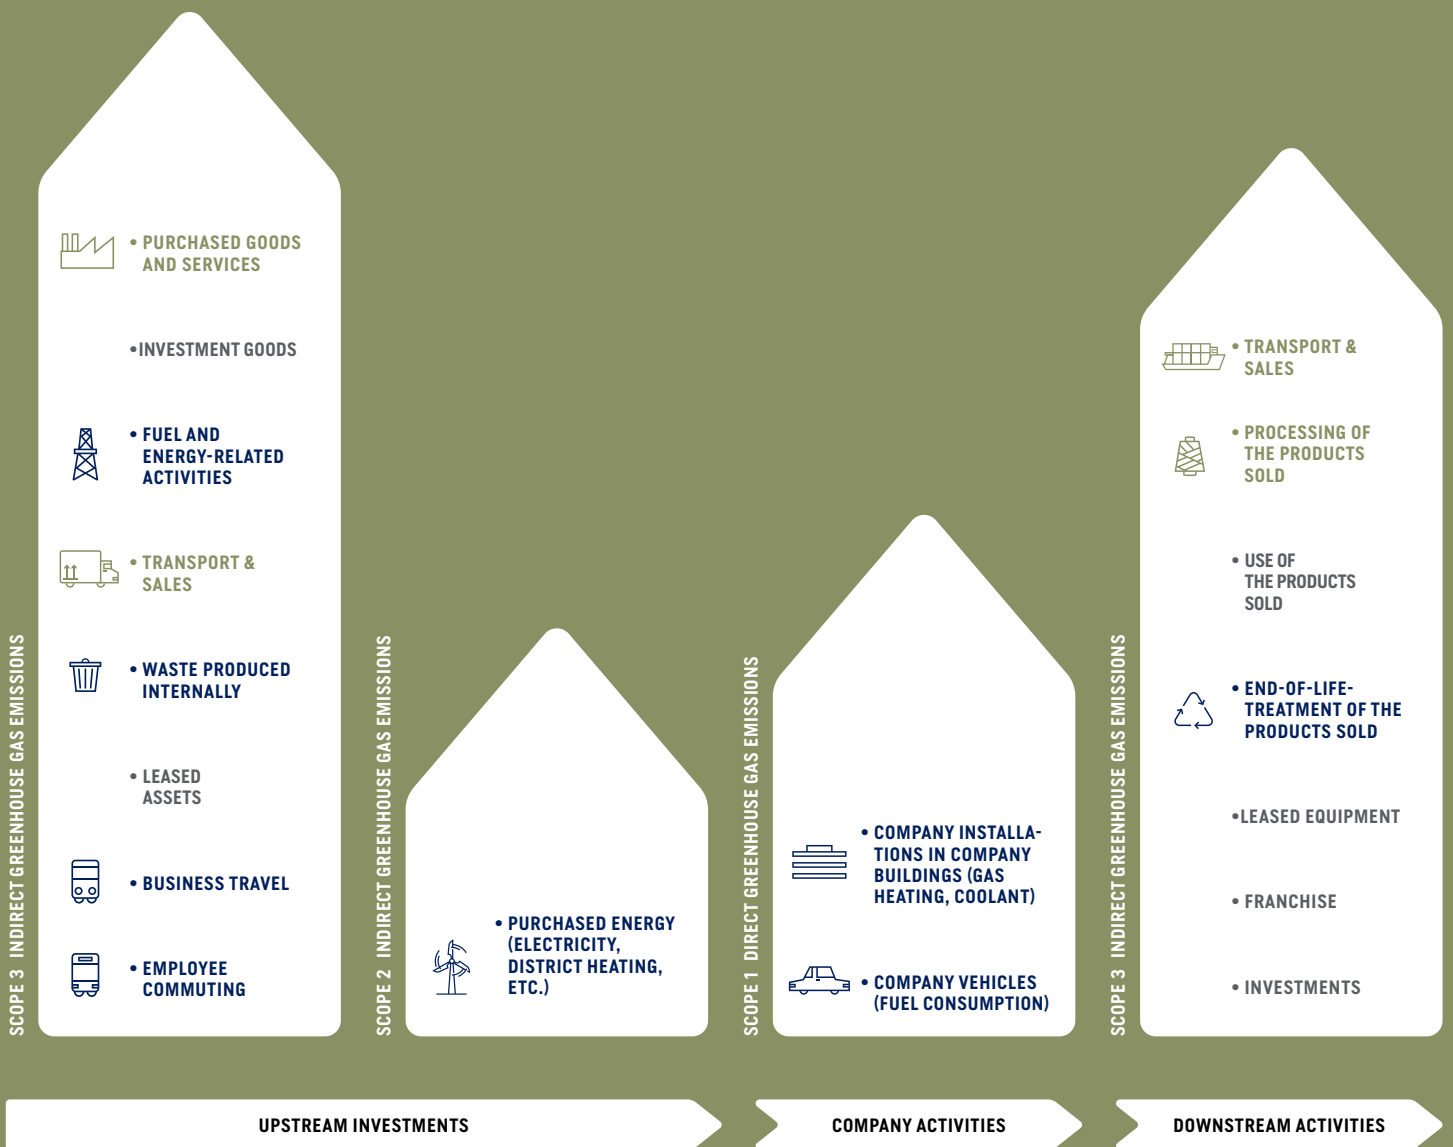 SCOPE 3 INDIRECT GREENHOUSE GAS EMISSIONS
• PURCHASED GOODS
AND SERVICES
•INVESTMENT GOODS
• FUEL AND
ENERGY-RELATED
ACTIVITIES
• TRANSPORT &
SALES
• WASTE PRODUCED
INTERNALLY
• LEASED
ASSETS
• BUSINESS TRAVEL
• EMPLOYEE
COMMUTING
SCOPE 2 INDIRECT GREENHOUSE GAS EMISSIONS
• PURCHASED ENERGY
(ELECTRICITY,
DISTRICT HEATING,
ETC.)
SCOPE 1 DIRECT GREENHOUSE GAS EMISSIONS
• COMPANY INSTALLA-
TIONS IN COMPANY
BUILDINGS (GAS
HEATING, COOLANT)
• COMPANY VEHICLES
(FUEL CONSUMPTION)
SCOPE 3 INDIRECT GREENHOUSE GAS EMISSIONS
• TRANSPORT &
SALES
• PROCESSING OF
THE PRODUCTS
SOLD
• USE OF
THE PRODUCTS
SOLD
• END-OF-LIFE-
TREATMENT OF THE
PRODUCTS SOLD
•LEASED EQUIPMENT
• FRANCHISE
• INVESTMENTS
UPSTREAM INVESTMENTS
COMPANY ACTIVITIES
DOWNSTREAM ACTIVITIES